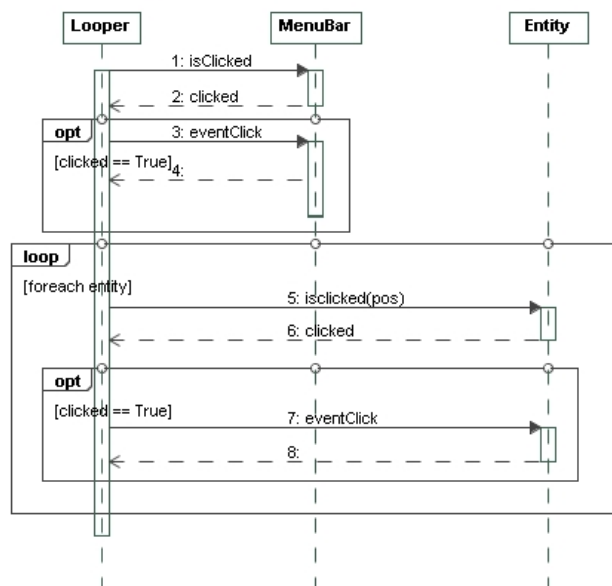 Looper
MenuBar
Entity
1: isClicked
2: clicked
opt
3: eventClick
[clicked == True]
4:
loop
[foreach entity]
5: isclicked(pos)
6: clicked
opt
[clicked == True]
7: eventClick
8: